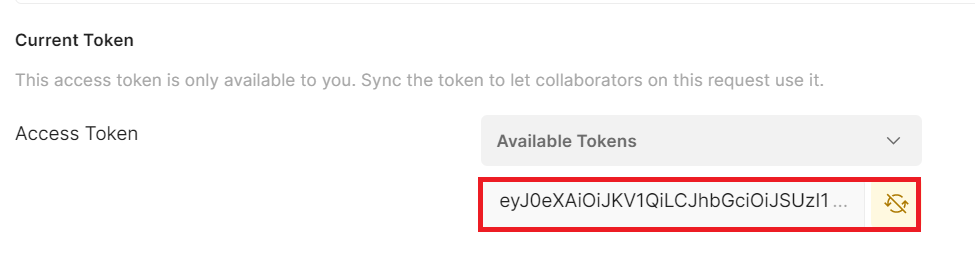 Current Token
This access token is only available to you. Sync the token to let collaborators on this request use it.
Access Token
Available Tokens
eyJ0eXAiOiJKV1QiLCJhbGciOiJSUzI1 ...